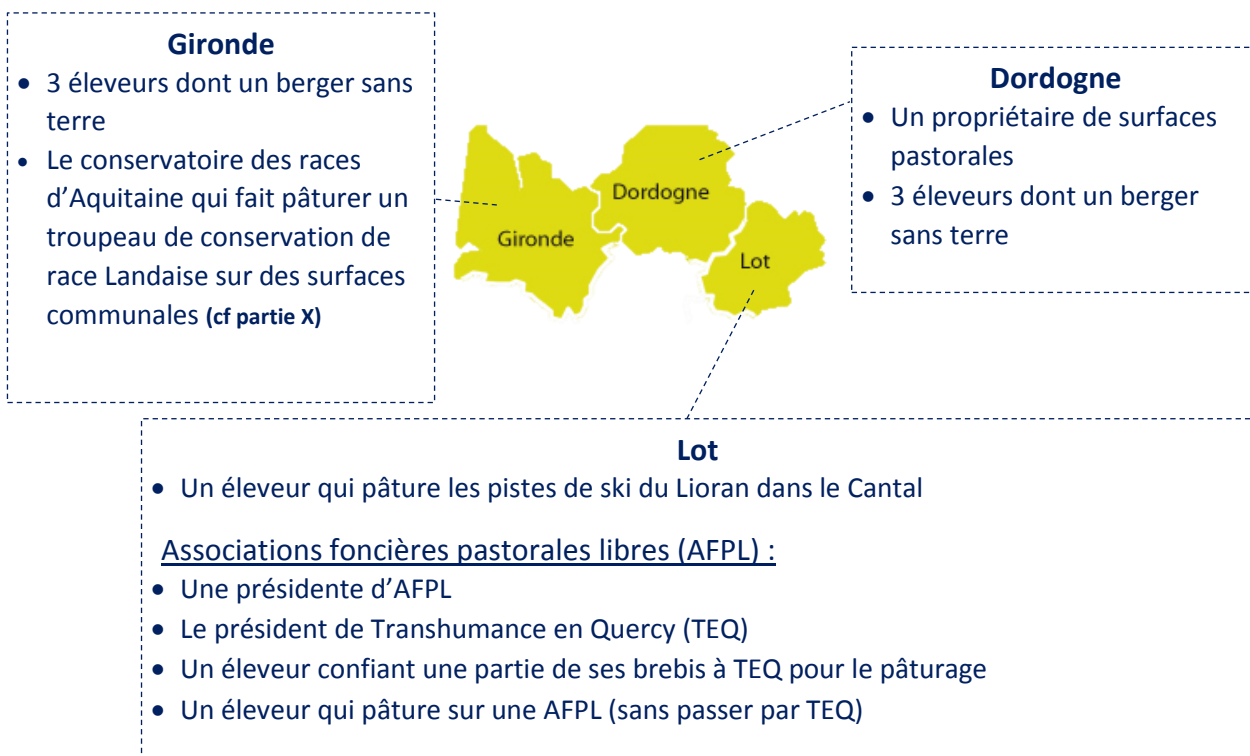 Gironde
• 3 éleveurs dont un berger sans
terre
• Le conservatoire des races
d’Aquitaine qui fait pâturer un
troupeau de conservation de
race Landaise sur des surfaces
communales (cf partie X)
Dordogne
• Un propriétaire de surfaces
pastorales
• 3 éleveurs dont un berger
sans terre
Dordogne
Gironde
Lot
Lot
• Un éleveur qui pâture les pistes de ski du Lioran dans le Cantal
Associations foncières pastorales libres (AFPL) :
• Une présidente d’AFPL
• Le président de Transhumance en Quercy (TEQ)
• Un éleveur confiant une partie de ses brebis à TEQ pour le pâturage
• Un éleveur qui pâture sur une AFPL (sans passer par TEQ)